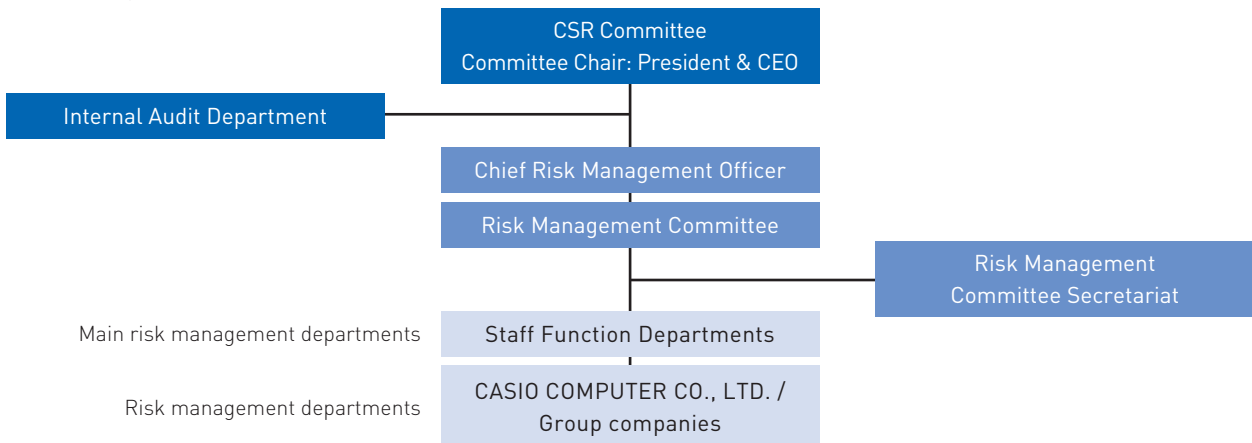 CSR Committee
Committee Chair: President & CEO
Internal Audit Department
Chief Risk Management Officer
Risk Management Committee
Risk Management
Committee Secretariat
Main risk management departments
Staff Function Departments
Risk management departments
CASIO COMPUTER CO., LTD. /
Group companies